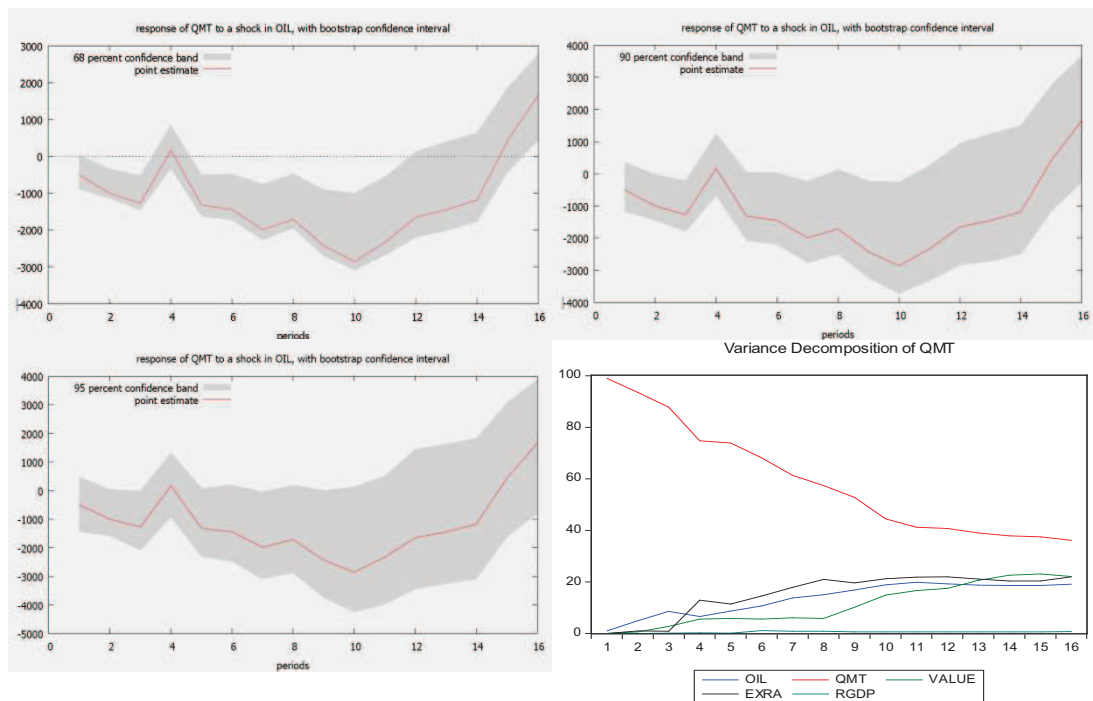 response of QMT to a shock in OIL, with bootstrap confidence interval
3000
68 percent confidence band
point estimate
2000
1000
0
-1000
-2000
-3000
-4000
0 2 4 6 8 10 12 14 16
periods
response of QMT to a shock in OIL, with bootstrap confidence interval
4000
90 percent confidence band
point estimate
3000
2000
1000
0
-1000
-2000
-3000
-4000
0 2 4 6 8 10 12 14 16
periods
response of QMT to a shock in OIL, with bootstrap confidence interval
4000
95 percent confidence band
point estimate
3000
2000
1000
0
-1000
-2000
-3000
-4000
-5000
0 2 4 6 8 10 12 14 16
periods
Variance Decomposition of QMT
100
80
60
40
20
0
1 2 3 4 5 6 7 8 9 10 11 12 13 14 15 16
OIL QMT VALUE
EXRA RGDP